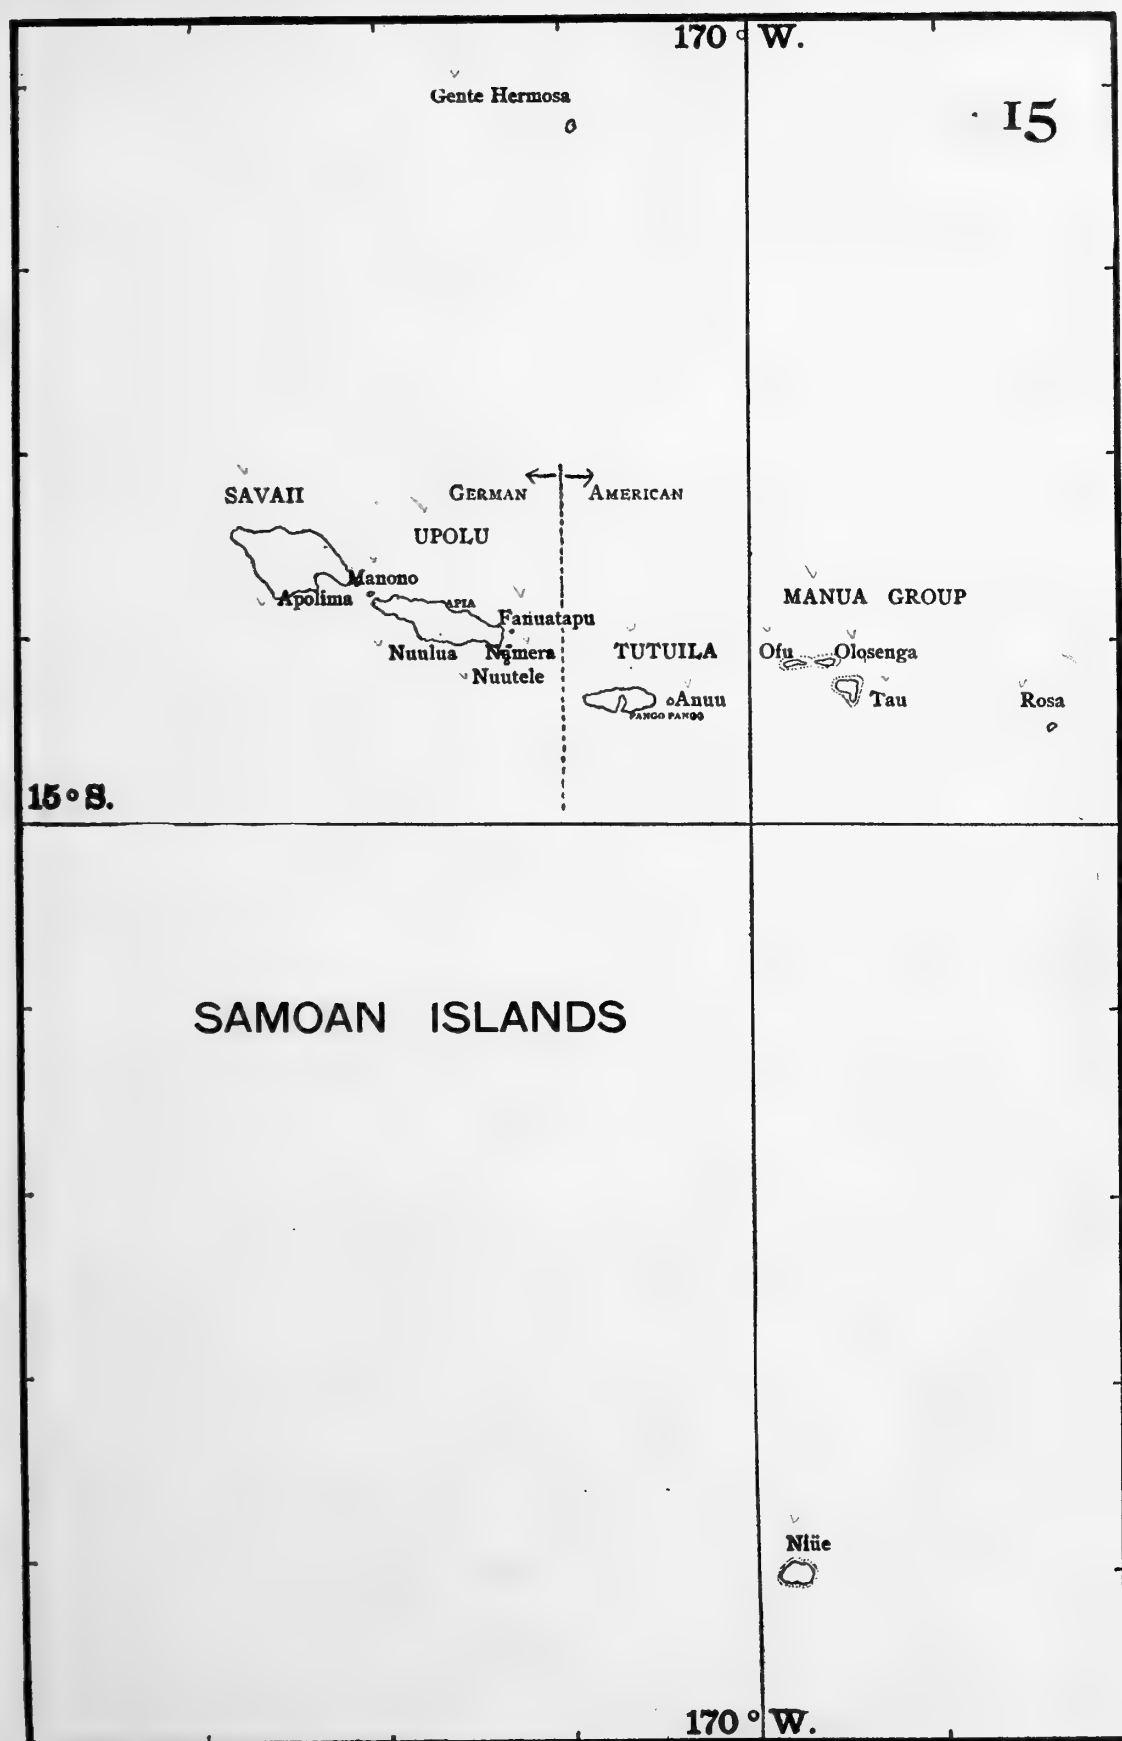 170° W.
Gente Hermosa
15
SAVAII
GERMAN
AMERICAN
UPOLU
Manono
Apolima
APIA
MANUA GROUP
Fanuatapu
Nuulua
Namera
TUTUILA
Ofu
Olosenga
Nuutele
Anuu
Tau
Rosa
PANGO PANGO
15° S.
SAMOAN ISLANDS
Niüe
170° W.